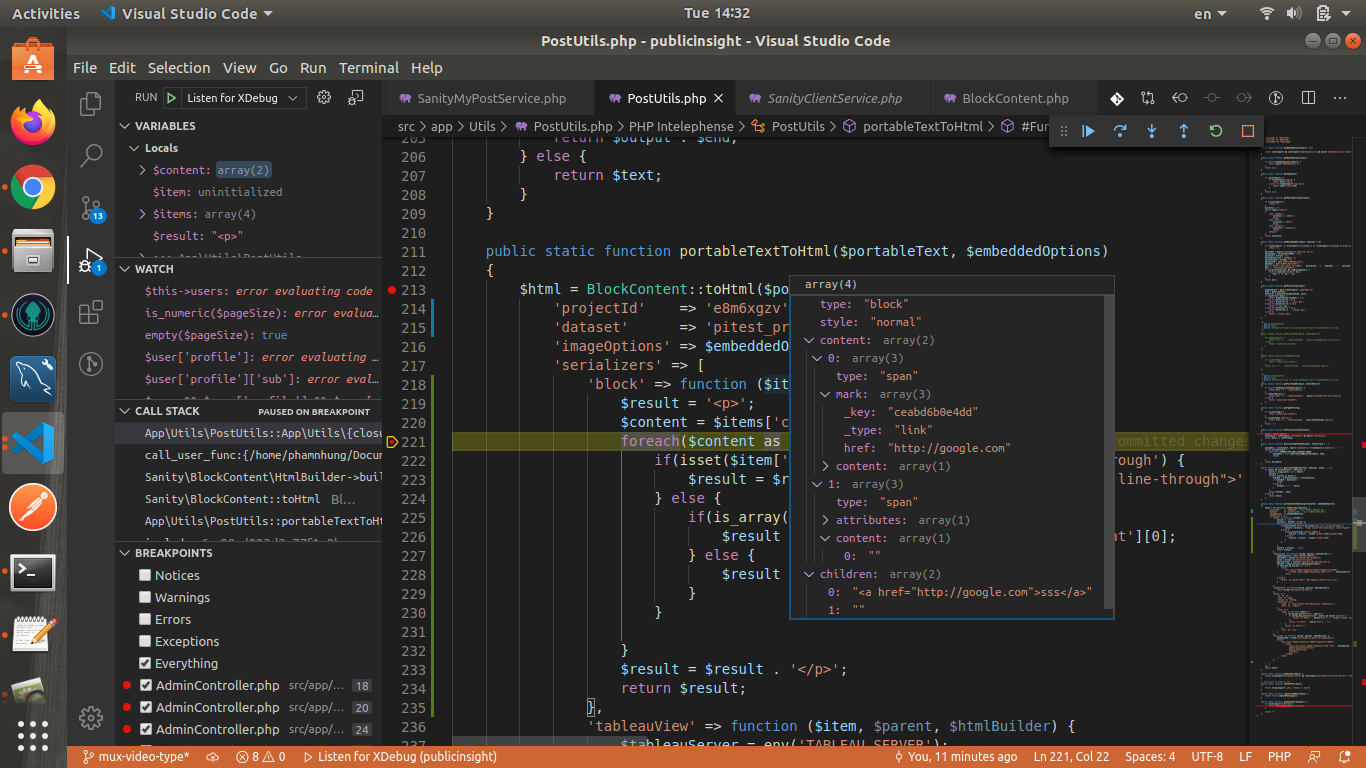 Activities
Visual Studio Code
Tue 14:32
en
PostUtils.php - publicinsight - Visual Studio Code
File Edit Selection View Go Run Terminal Help
RUN Listen for XDebug
VARIABLES
Locals
$content: array(2)
$item: uninitialized
$items: array(4)
$result: "<p>"
WATCH
$this->users: error evaluating code
is_numeric($pageSize): error evalua…
empty($pageSize): true
$user['profile']: error evaluating …
$user['profile']['sub']: error eval…
CALL STACK PAUSED ON BREAKPOINT
App\Utils\PostUtils::App\Utils\{closu
call_user_func:{/home/phamnhung/Docum
Sanity\BlockContent\HtmlBuilder->buil
Sanity\BlockContent::toHtml Bl…
App\Utils\PostUtils::portableTextToHt
BREAKPOINTS
Notices
Warnings
Errors
Exceptions
Everything
AdminController.php src/app/… 18
AdminController.php src/app/… 20
AdminController.php src/app/… 24
13
1
SanityMyPostService.php
PostUtils.php
SanityClientService.php
BlockContent.php
src > app > Utils > PostUtils.php > PHP Intelephense > PostUtils > portableTextToHtml > #Fun
205 return $output . $end;
206 } else {
207 return $text;
208 }
209 }
210
211 public static function portableTextToHtml($portableText, $embeddedOptions)
212 {
213 $html = BlockContent::toHtml($po
214 'projectId' => 'e8m6xgzv'
215 'dataset' => 'pitest_pr
216 'imageOptions' => $embeddedO
217 'serializers' => [
218 'block' => function ($it
219 $result = '<p>';
220 $content = $items['c
221 foreach($content as committed changes
222 if(isset($item[' rough') {
223 $result = $r line-through">'
224 } else {
225 if(is_array(
226 $result nt'][0];
227 } else {
228 $result
229 }
230 }
231
232 }
233 $result = $result . '</p>';
234 return $result;
235 },
236 'tableauView' => function ($item, $parent, $htmlBuilder) {
237 $tableauServer = env('TABLEAU_SERVER');
array(4)
type: "block"
style: "normal"
content: array(2)
0: array(3)
type: "span"
mark: array(3)
_key: "ceabd6b0e4dd"
_type: "link"
href: "http://google.com"
content: array(1)
1: array(3)
type: "span"
attributes: array(1)
content: array(1)
0: ""
children: array(2)
0: "<a href="http://google.com">sss</a>"
1: ""
mux-video-type* 8 0 Listen for XDebug (publicinsight) You, 11 minutes ago Ln 221, Col 22 Spaces: 4 UTF-8 LF PHP